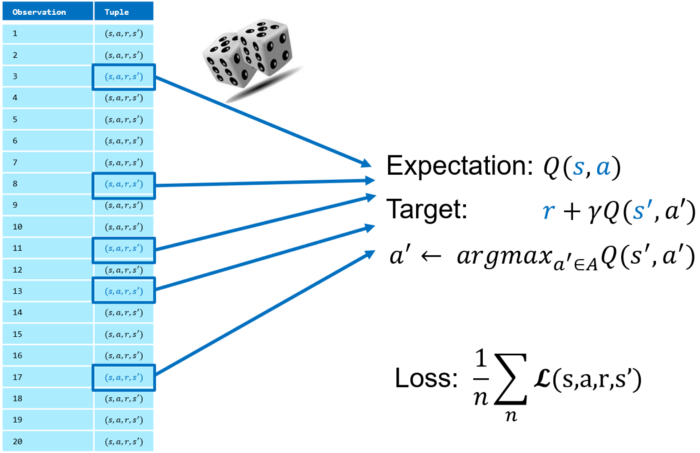 Observation Tuple
1 (s,a,r,s′)
2 (s,a,r,s′)
3 (s,a,r,s′)
4 (s,a,r,s′)
5 (s,a,r,s′)
6 (s,a,r,s′)
7 (s,a,r,s′)
8 (s,a,r,s′)
9 (s,a,r,s′)
10 (s,a,r,s′)
11 (s,a,r,s′)
12 (s,a,r,s′)
13 (s,a,r,s′)
14 (s,a,r,s′)
15 (s,a,r,s′)
16 (s,a,r,s′)
17 (s,a,r,s′)
18 (s,a,r,s′)
19 (s,a,r,s′)
20 (s,a,r,s′)
Expectation: Q(s,a)
Target: r + γQ(s′,a′)
a′ ← argmax_{a′∈A}Q(s′,a′)
Loss: 1/n ∑_n ℒ(s,a,r,s’)